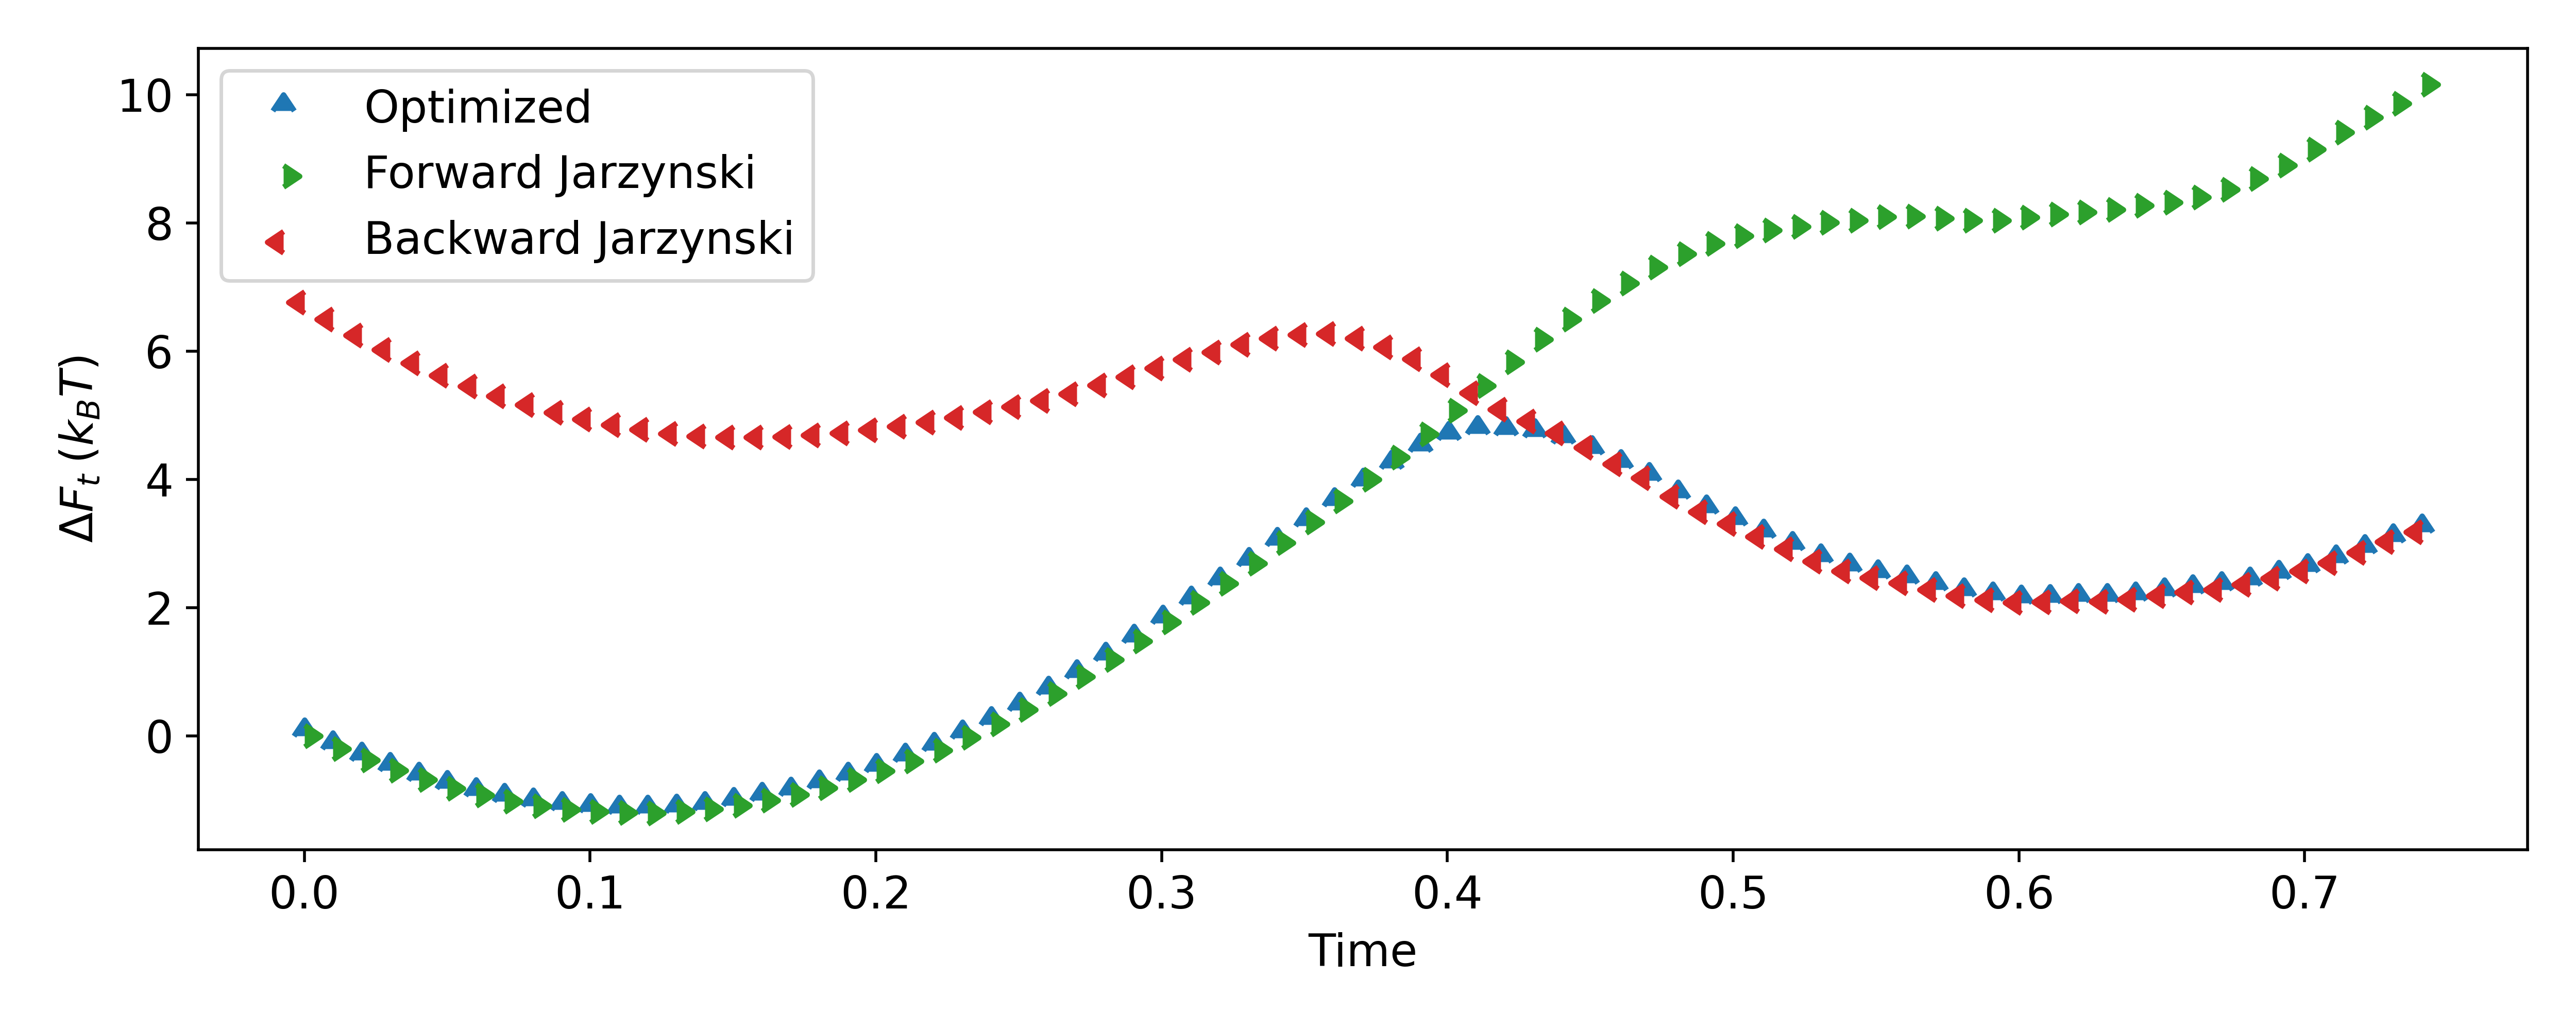 Optimized
Forward Jarzynski
Backward Jarzynski
10
8
6
4
2
0
ΔF_t (k_BT)
0.0 0.1 0.2 0.3 0.4 0.5 0.6 0.7
Time